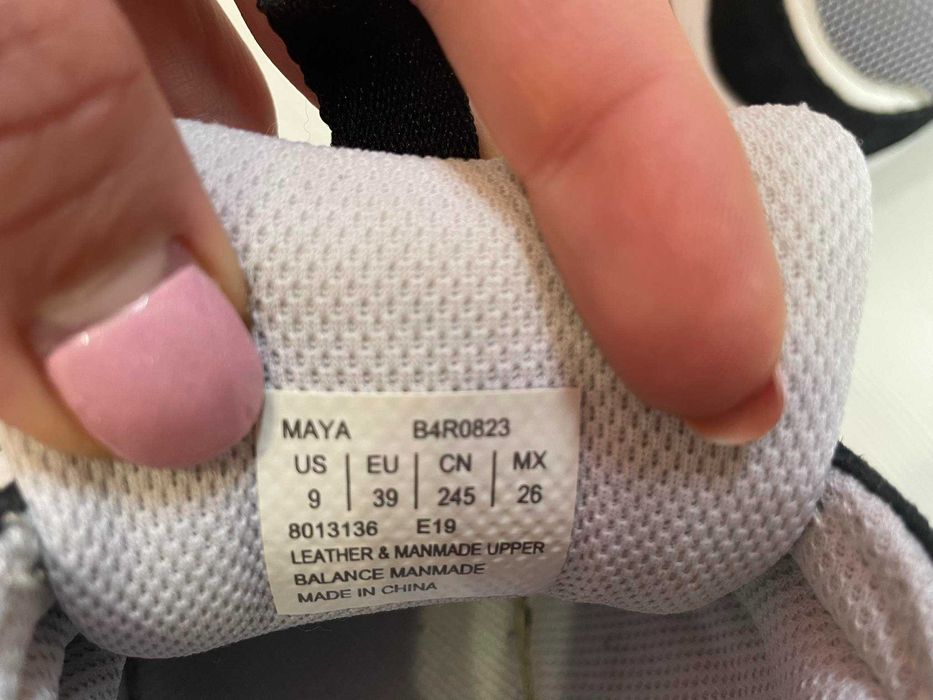 MAYA B4R0823
US | EU | CN | MX
9 | 39 | 245 | 26
8013136 E19
LEATHER & MANMADE UPPER
BALANCE MANMADE
MADE IN CHINA